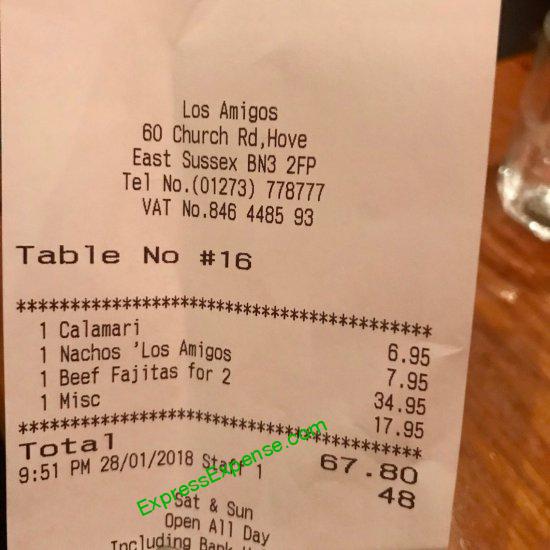 Los Amigos
60 Church Rd,Hove
East Sussex BN3 2FP
Tel No.(01273) 778777
VAT No.846 4485 93
Table No #16
******************************************
1 Calamari 6.95
1 Nachos 'Los Amigos 7.95
1 Beef Fajitas for 2 34.95
1 Misc 17.95
******************************************
Total 67.80
9:51 PM 28/01/2018 Staff 1 48
ExpressExpense.com
Sat & Sun
Open All Day
Including Bank